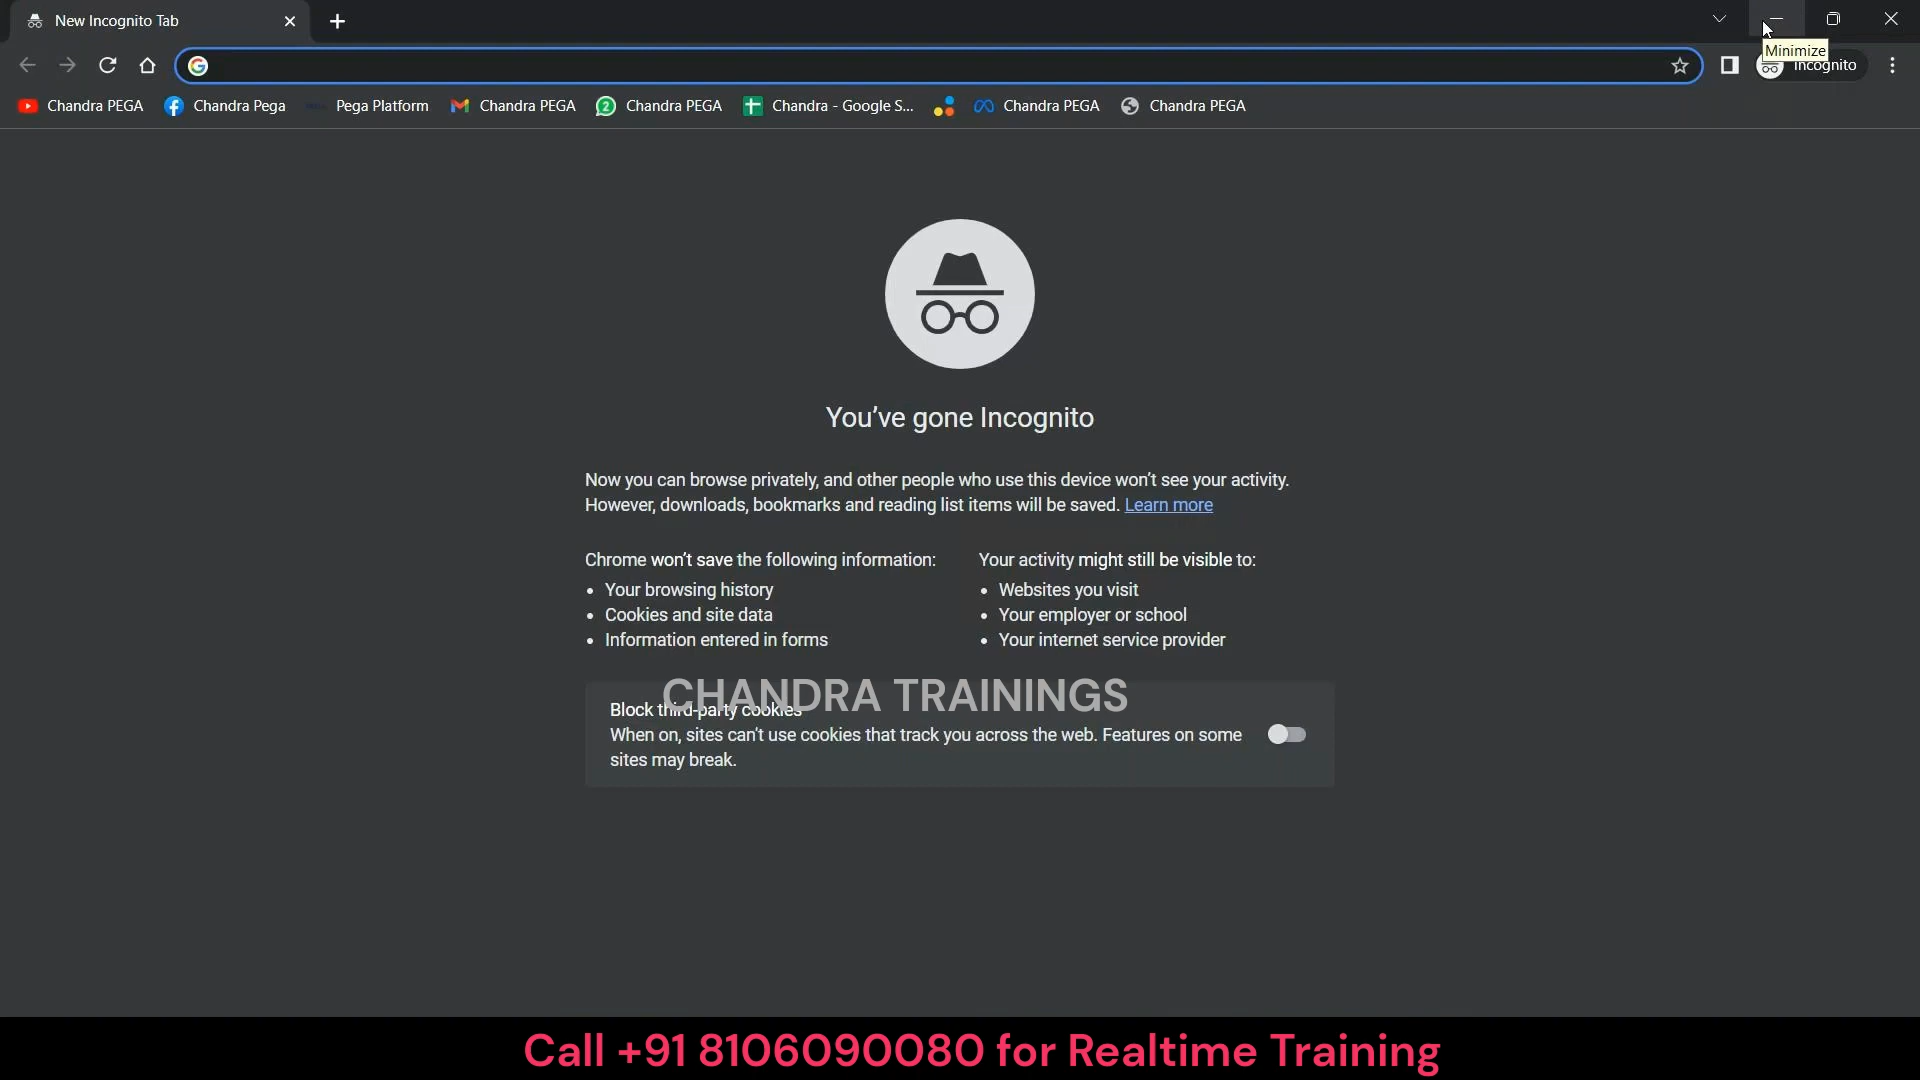 New Incognito Tab
Minimize
Incognito
Chandra PEGA
Chandra Pega
Pega Platform
Chandra PEGA
Chandra PEGA
Chandra - Google S...
Chandra PEGA
Chandra PEGA
You've gone Incognito
Now you can browse privately, and other people who use this device won't see your activity.
However, downloads, bookmarks and reading list items will be saved. Learn more
Chrome won't save the following information:
Your browsing history
Cookies and site data
Information entered in forms
Your activity might still be visible to:
Websites you visit
Your employer or school
Your internet service provider
CHANDRA TRAININGS
Block third-party cookies
When on, sites can't use cookies that track you across the web. Features on some
sites may break.
Call +91 8106090080 for Realtime Training